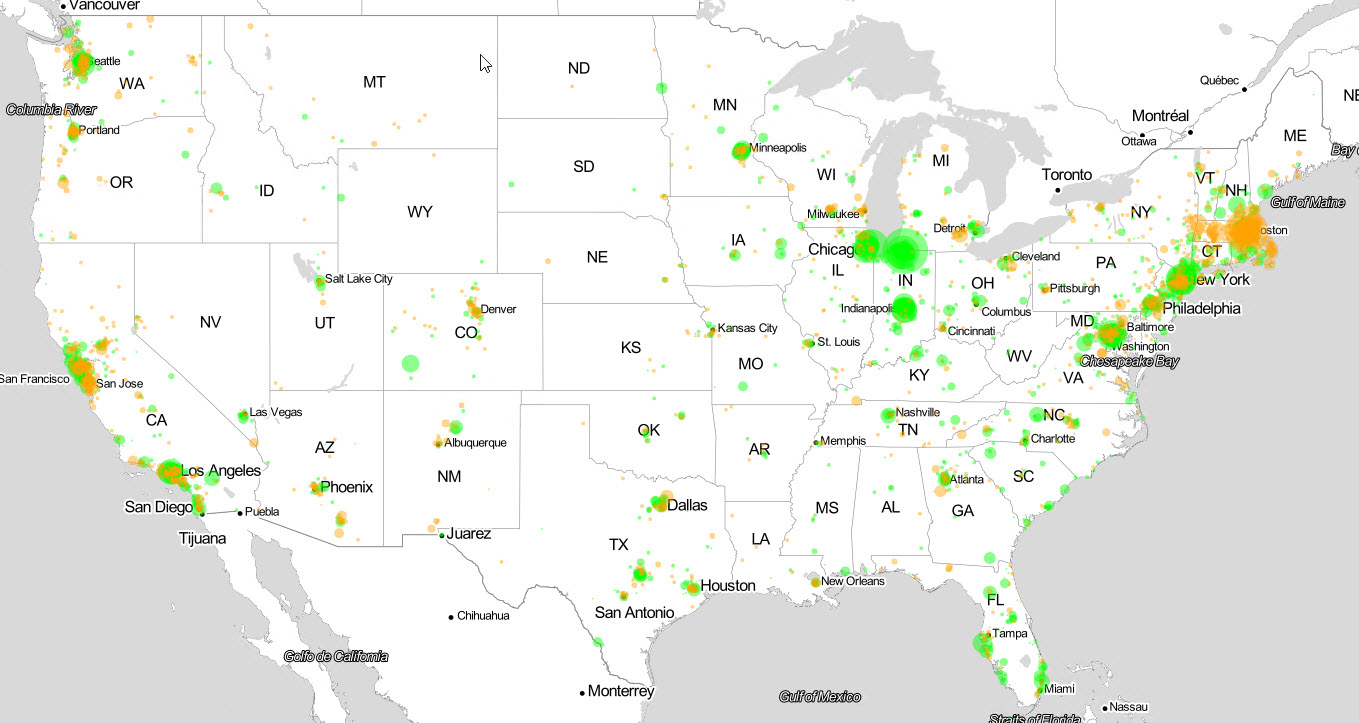 Vancouver
Seattle
WA
MT
ND
MN
Québec
NE
Columbia River
Portland
Montréal
Ottawa
ME
Minneapolis
OR
ID
SD
WI
MI
Toronto
VT
NH
Bay o
WY
Milwaukee
Detroit
NY
Gulf of Maine
oston
IA
Chicag
NE
IL
IN
OH
Cleveland
PA
CT
Salt Lake City
Pittsburgh
ew York
Denver
Indianapolis
Columbus
Philadelphia
NV
UT
CO
Kansas City
Cincinnati
MD
Baltimore
Washington
KS
St. Louis
WV
Chesapeake Bay
MO
KY
VA
San Francisco
San Jose
CA
Las Vegas
Nashville
NC
TN
OK
Charlotte
AZ
Albuquerque
AR
Memphis
Los Angeles
NM
SC
Phoenix
Atlanta
San Diego
Puebla
Dallas
MS
AL
GA
Tijuana
Juarez
TX
LA
Houston
New Orleans
FL
San Antonio
Chihuahua
Tampa
Golfo de California
Monterrey
Gulf of Mexico
Miami
Nassau
Straits of Florida